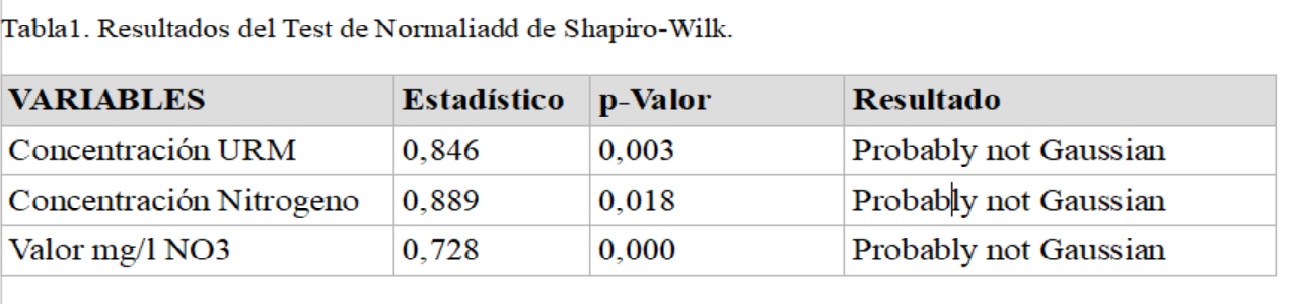 Tabla1. Resultados del Test de Normaliadd de Shapiro-Wilk.
VARIABLES Estadístico p-Valor Resultado
Concentración URM 0,846 0,003 Probably not Gaussian
Concentración Nitrogeno 0,889 0,018 Probably not Gaussian
Valor mg/l NO3 0,728 0,000 Probably not Gaussian